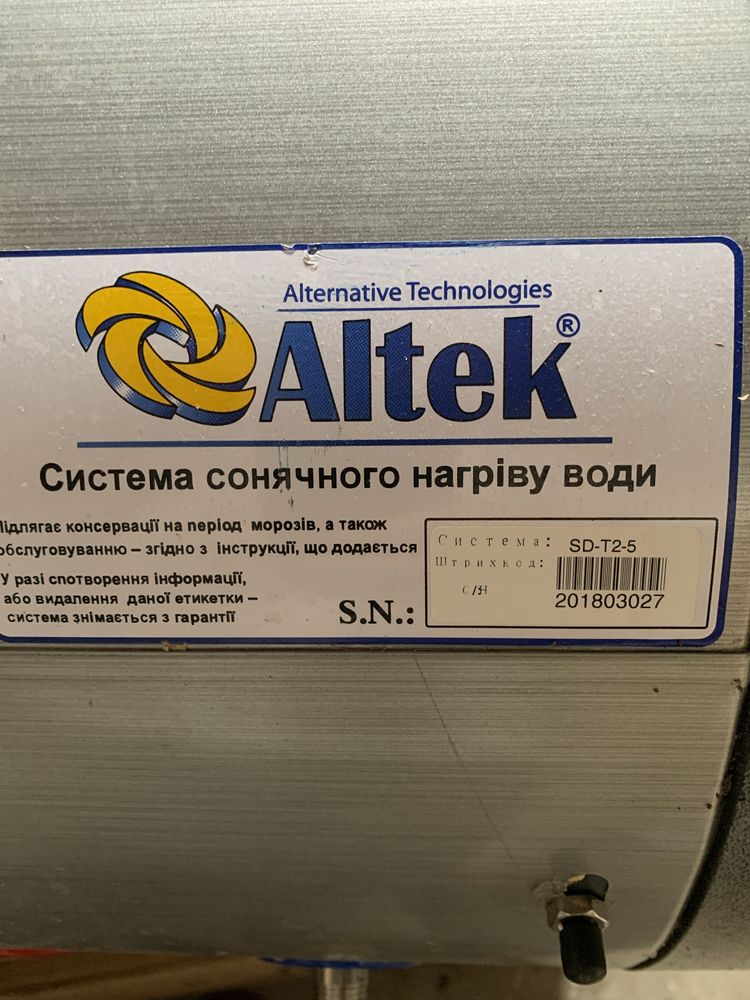 Alternative Technologies
Altek®
Система сонячного нагріву води
Підлягає консервації на період морозів, а також
обслуговуванню – згідно з інструкції, що додається
У разі спотворення інформації,
або видалення даної етикетки –
система знімається з гарантії
S.N.:
Система: SD-T2-5
Штрихкод:
С/Н
201803027